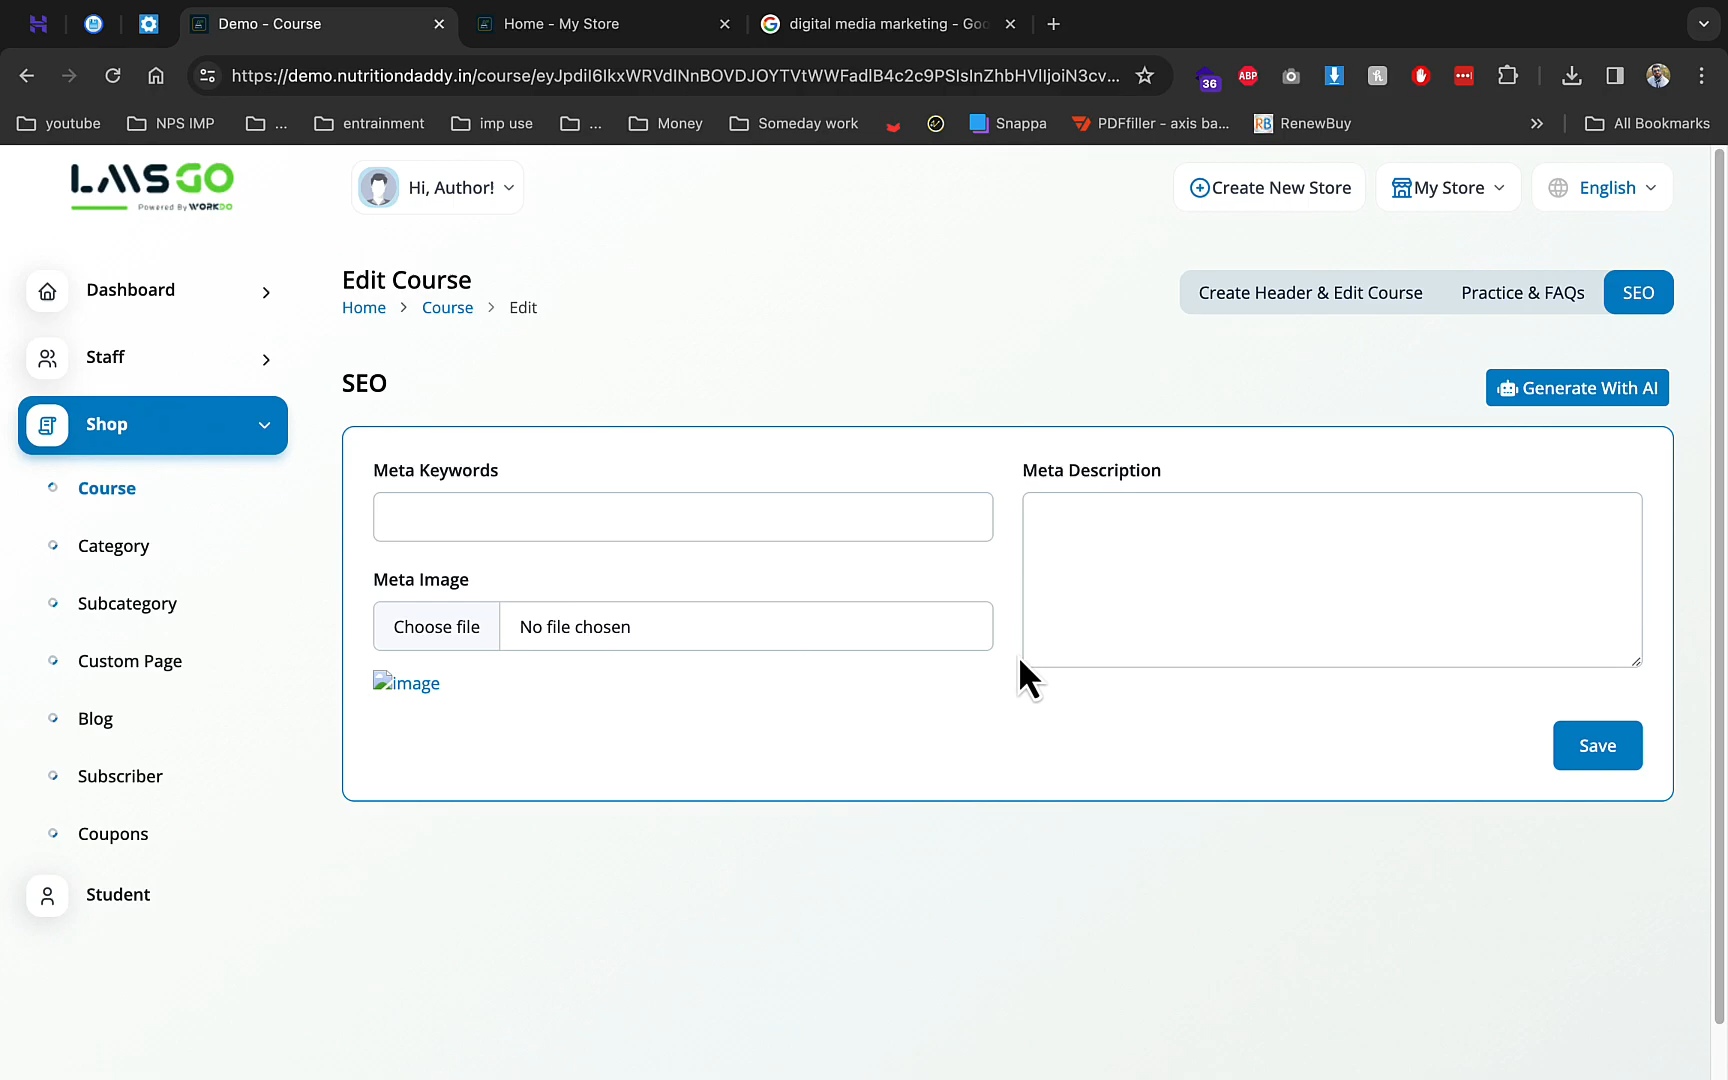 Demo - Course
Home - My Store
digital media marketing - Goo
https://demo.nutritiondaddy.in/course/
36
ABP
youtube
NPS IMP
...
entrainment
imp use
...
Money
Someday work
Snappa
PDFfiller - axis ba...
RB RenewBuy
All Bookmarks
LMSGO
Powered By WORKDO
Hi, Author!
Create New Store
My Store
English
Dashboard
Staff
Shop
Course
Category
Subcategory
Custom Page
Blog
Subscriber
Coupons
Student
Edit Course
Home > Course > Edit
Create Header & Edit Course
Practice & FAQs
SEO
SEO
Generate With AI
Meta Keywords
Meta Description
Meta Image
Choose file
No file chosen
image
Save